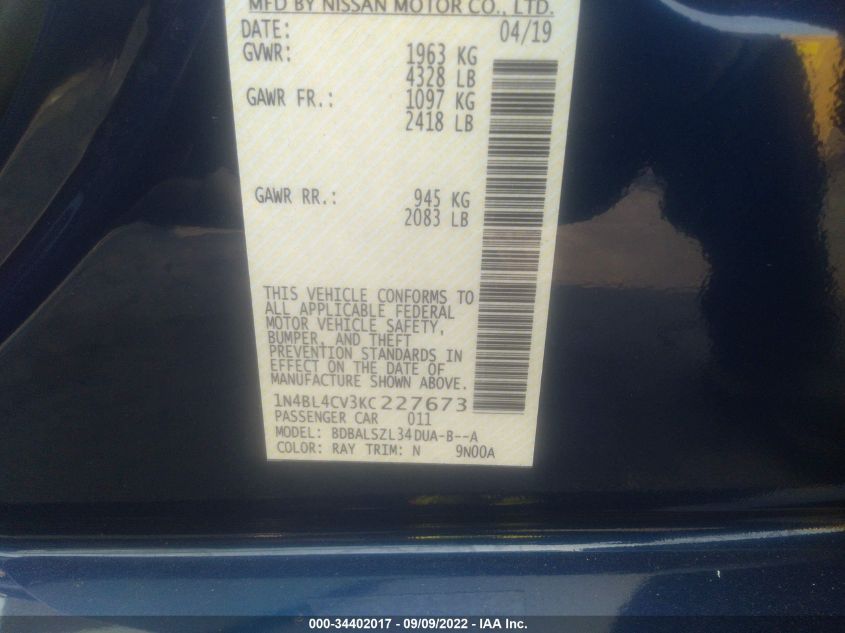 MFD BY NISSAN MOTOR CO., LTD.
DATE: 04/19
GVWR: 1963 KG
4328 LB
GAWR FR.: 1097 KG
2418 LB
GAWR RR.: 945 KG
2083 LB
THIS VEHICLE CONFORMS TO
ALL APPLICABLE FEDERAL
MOTOR VEHICLE SAFETY,
BUMPER, AND THEFT
PREVENTION STANDARDS IN
EFFECT ON THE DATE OF
MANUFACTURE SHOWN ABOVE.
1N4BL4CV3KC227673
PASSENGER CAR 011
MODEL: BDBALSZL34DUA-B--A
COLOR: RAY TRIM: N 9N00A
000-34402017 - 09/09/2022 - IAA Inc.